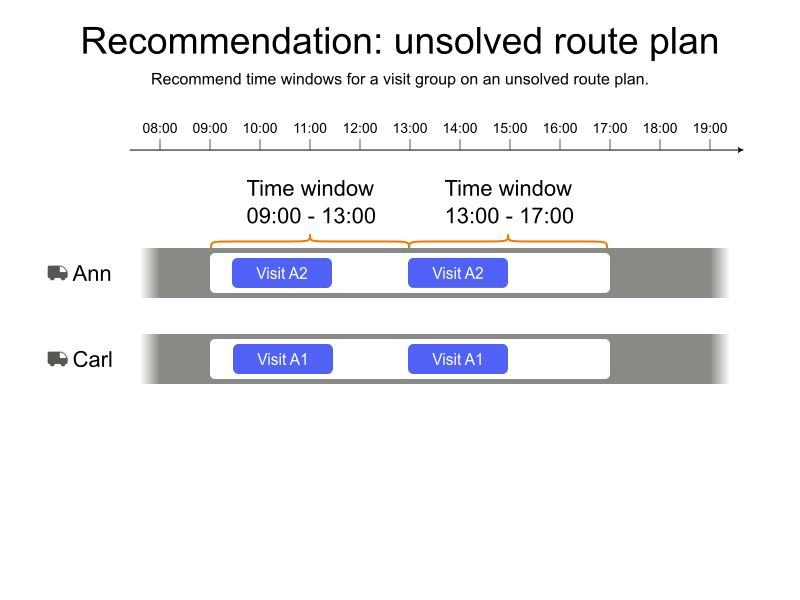 Recommendation: unsolved route plan
Recommend time windows for a visit group on an unsolved route plan.
08:00 09:00 10:00 11:00 12:00 13:00 14:00 15:00 16:00 17:00 18:00 19:00
Time window Time window
09:00 - 13:00 13:00 - 17:00
Ann Visit A2 Visit A2
Carl Visit A1 Visit A1